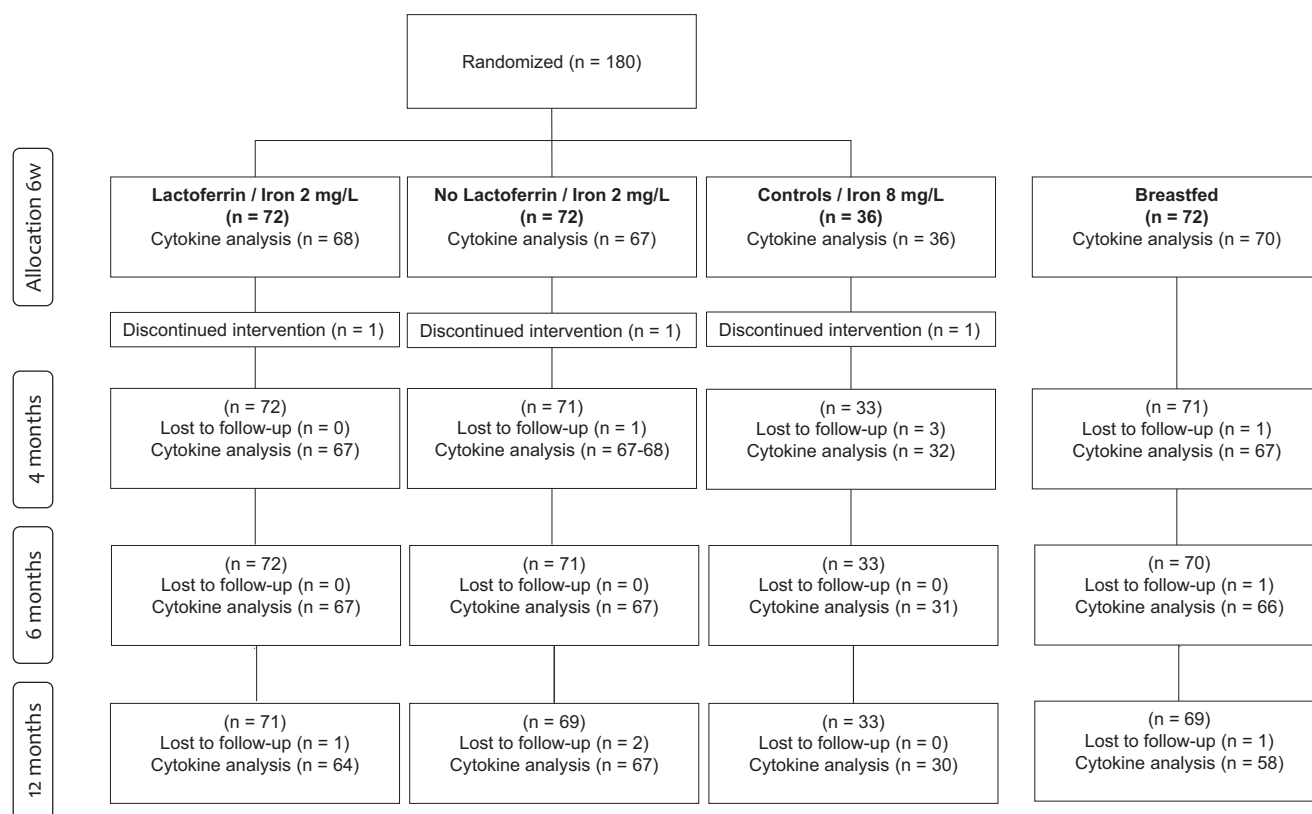 Randomized (n = 180)
Allocation 6w
Lactoferrin / Iron 2 mg/L
(n = 72)
Cytokine analysis (n = 68)
No Lactoferrin / Iron 2 mg/L
(n = 72)
Cytokine analysis (n = 67)
Controls / Iron 8 mg/L
(n = 36)
Cytokine analysis (n = 36)
Breastfed
(n = 72)
Cytokine analysis (n = 70)
Discontinued intervention (n = 1)
Discontinued intervention (n = 1)
Discontinued intervention (n = 1)
4 months
(n = 72)
Lost to follow-up (n = 0)
Cytokine analysis (n = 67)
(n = 71)
Lost to follow-up (n = 1)
Cytokine analysis (n = 67-68)
(n = 33)
Lost to follow-up (n = 3)
Cytokine analysis (n = 32)
(n = 71)
Lost to follow-up (n = 1)
Cytokine analysis (n = 67)
6 months
(n = 72)
Lost to follow-up (n = 0)
Cytokine analysis (n = 67)
(n = 71)
Lost to follow-up (n = 0)
Cytokine analysis (n = 67)
(n = 33)
Lost to follow-up (n = 0)
Cytokine analysis (n = 31)
(n = 70)
Lost to follow-up (n = 1)
Cytokine analysis (n = 66)
12 months
(n = 71)
Lost to follow-up (n = 1)
Cytokine analysis (n = 64)
(n = 69)
Lost to follow-up (n = 2)
Cytokine analysis (n = 67)
(n = 33)
Lost to follow-up (n = 0)
Cytokine analysis (n = 30)
(n = 69)
Lost to follow-up (n = 1)
Cytokine analysis (n = 58)